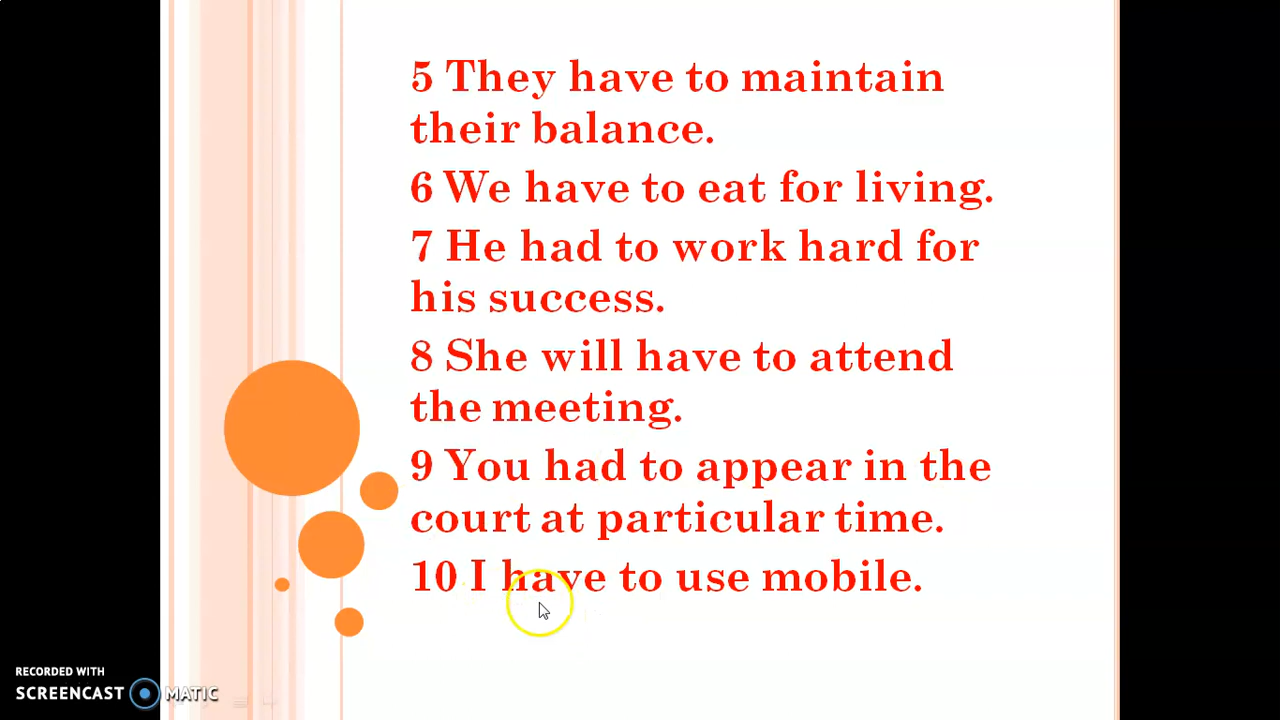 5 They have to maintain
their balance.
6 We have to eat for living.
7 He had to work hard for
his success.
8 She will have to attend
the meeting.
9 You had to appear in the
court at particular time.
10 I have to use mobile.
RECORDED WITH
SCREENCAST MATIC